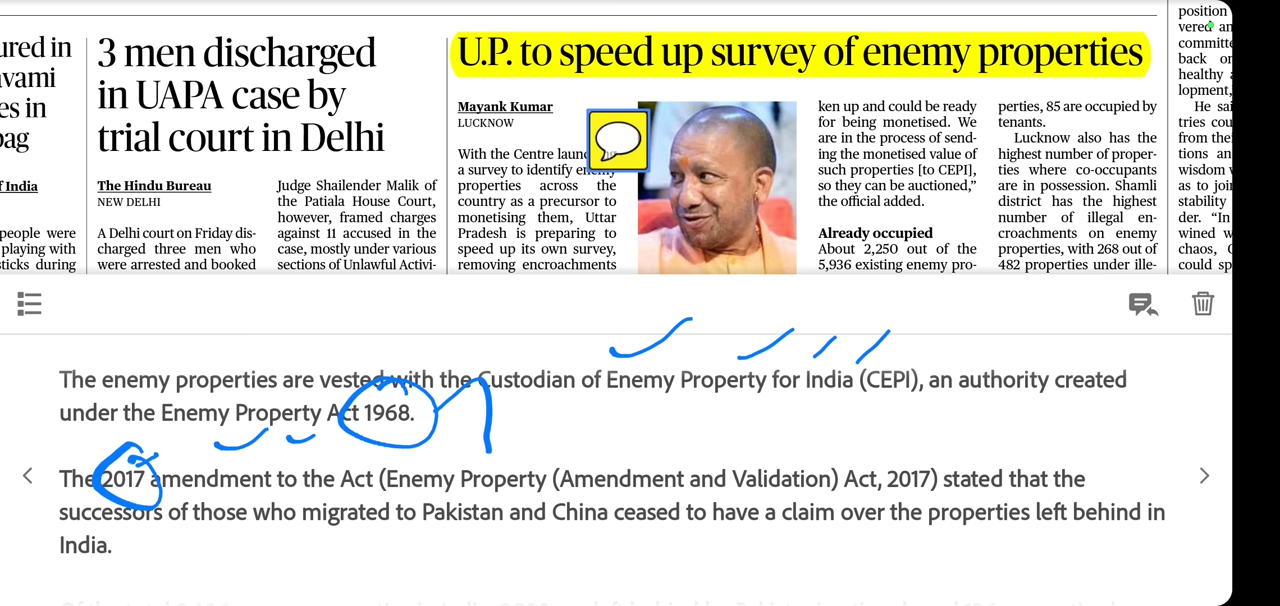 ured in
wami
es in
bag
f India
people were
playing with
sticks during
3 men discharged
in UAPA case by
trial court in Delhi
The Hindu Bureau
NEW DELHI
A Delhi court on Friday dis-
charged three men who
were arrested and booked
Judge Shailender Malik of
the Patiala House Court,
however, framed charges
against 11 accused in the
case, mostly under various
sections of Unlawful Activi-
U.P. to speed up survey of enemy properties
Mayank Kumar
LUCKNOW
With the Centre
a survey to identify enemy
properties across the
country as a precursor to
monetising them, Uttar
Pradesh is preparing to
speed up its own survey,
removing encroachments
ken up and could be ready
for being monetised. We
are in the process of send-
ing the monetised value of
such properties [to CEPI],
so they can be auctioned,”
the official added.
Already occupied
About 2,250 out of the
5,936 existing enemy pro-
perties, 85 are occupied by
tenants.
Lucknow also has the
highest number of proper-
ties where co-occupants
are in possession. Shamli
district has the highest
number of illegal en-
croachments on enemy
properties, with 268 out of
482 properties under ille-
position
vered an
committe
back on
healthy
lopment,
He sai
tries cou
from the
tions an
wisdom
as to joi
stability
der. “In
wined w
chaos,
could sp
The enemy properties are vested with the Custodian of Enemy Property for India (CEPI), an authority created
under the Enemy Property Act 1968.
The 2017 amendment to the Act (Enemy Property (Amendment and Validation) Act, 2017) stated that the
successors of those who migrated to Pakistan and China ceased to have a claim over the properties left behind in
India.